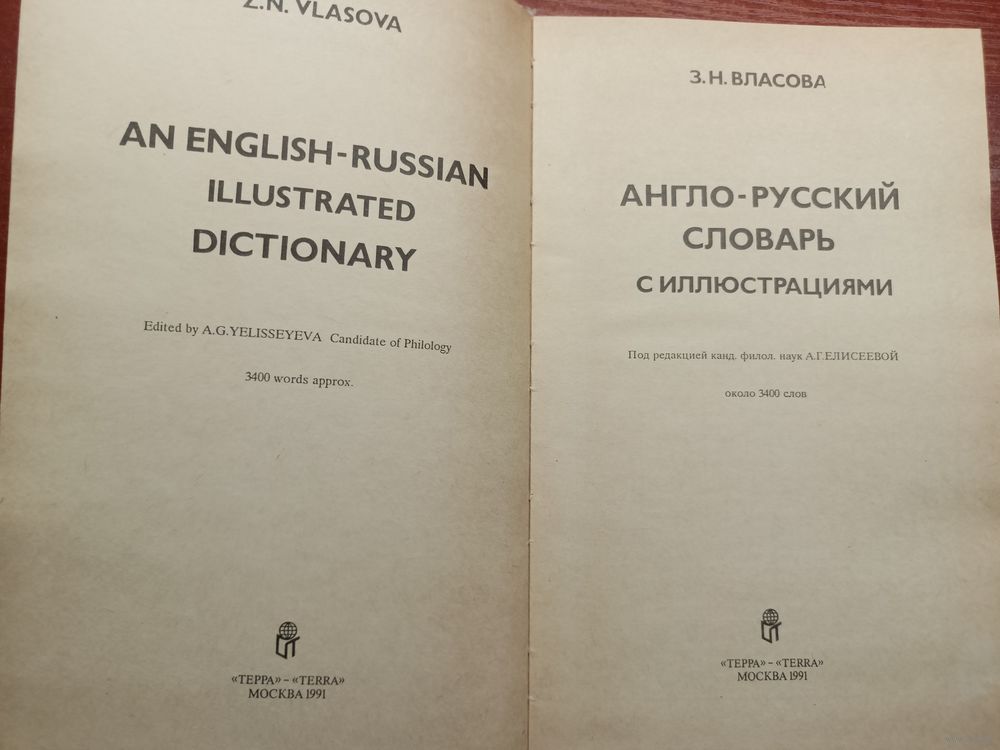 Z.N. VLASOVA
AN ENGLISH-RUSSIAN
ILLUSTRATED
DICTIONARY
Edited by A.G.YELISSEYEVA Candidate of Philology
3400 words approx.
«ТЕРРА» – «TERRA»
МОСКВА 1991
З.Н. ВЛАСОВА
АНГЛО-РУССКИЙ
СЛОВАРЬ
С ИЛЛЮСТРАЦИЯМИ
Под редакцией канд. филол. наук А.Г.ЕЛИСЕЕВОЙ
около 3400 слов
«ТЕРРА» – «TERRA»
МОСКВА 1991